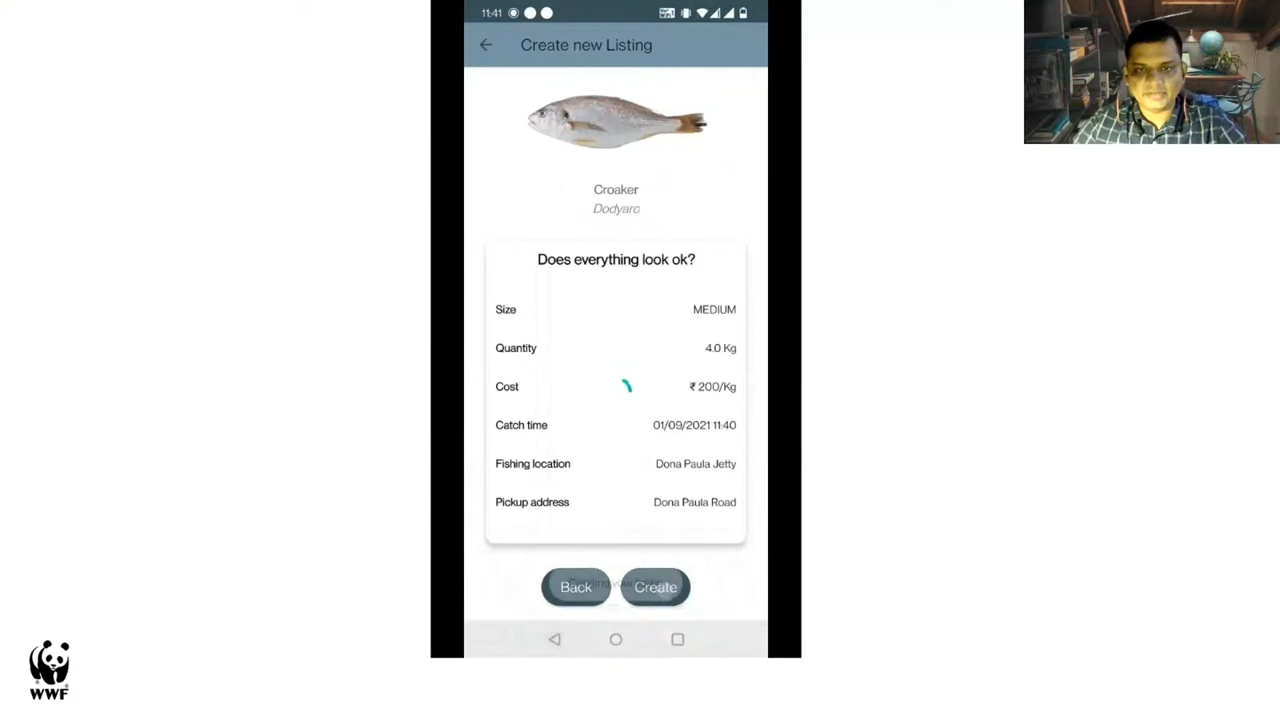 11:41
Create new Listing
Croaker
Dodyaro
Does everything look ok?
Size MEDIUM
Quantity 4.0 Kg
Cost ₹ 200/Kg
Catch time 01/09/2021 11:40
Fishing location Dona Paula Jetty
Pickup address Dona Paula Road
Back Create
WWF